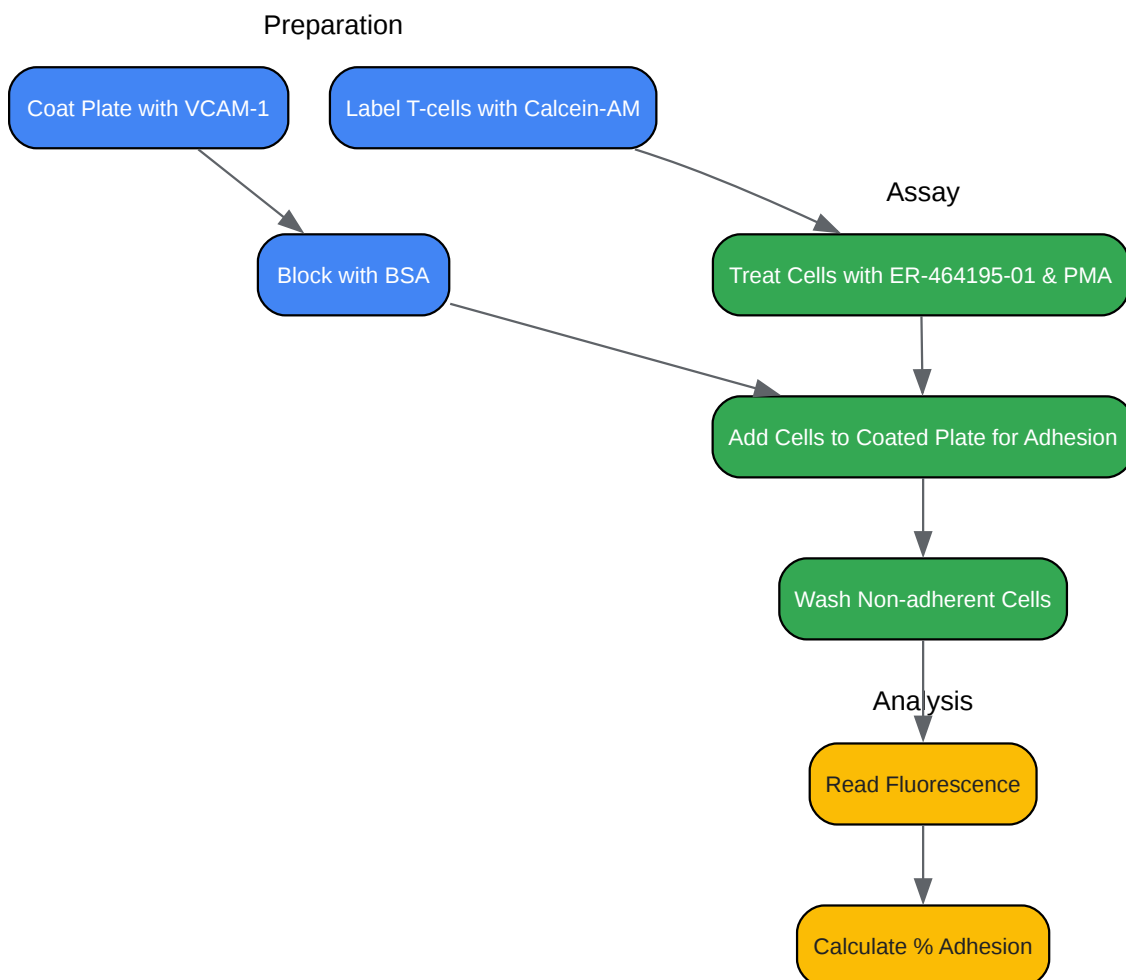 Preparation
Coat Plate with VCAM-1
Label T-cells with Calcein-AM
Assay
Block with BSA
Treat Cells with ER-464195-01 & PMA
Add Cells to Coated Plate for Adhesion
Wash Non-adherent Cells
Analysis
Read Fluorescence
Calculate % Adhesion